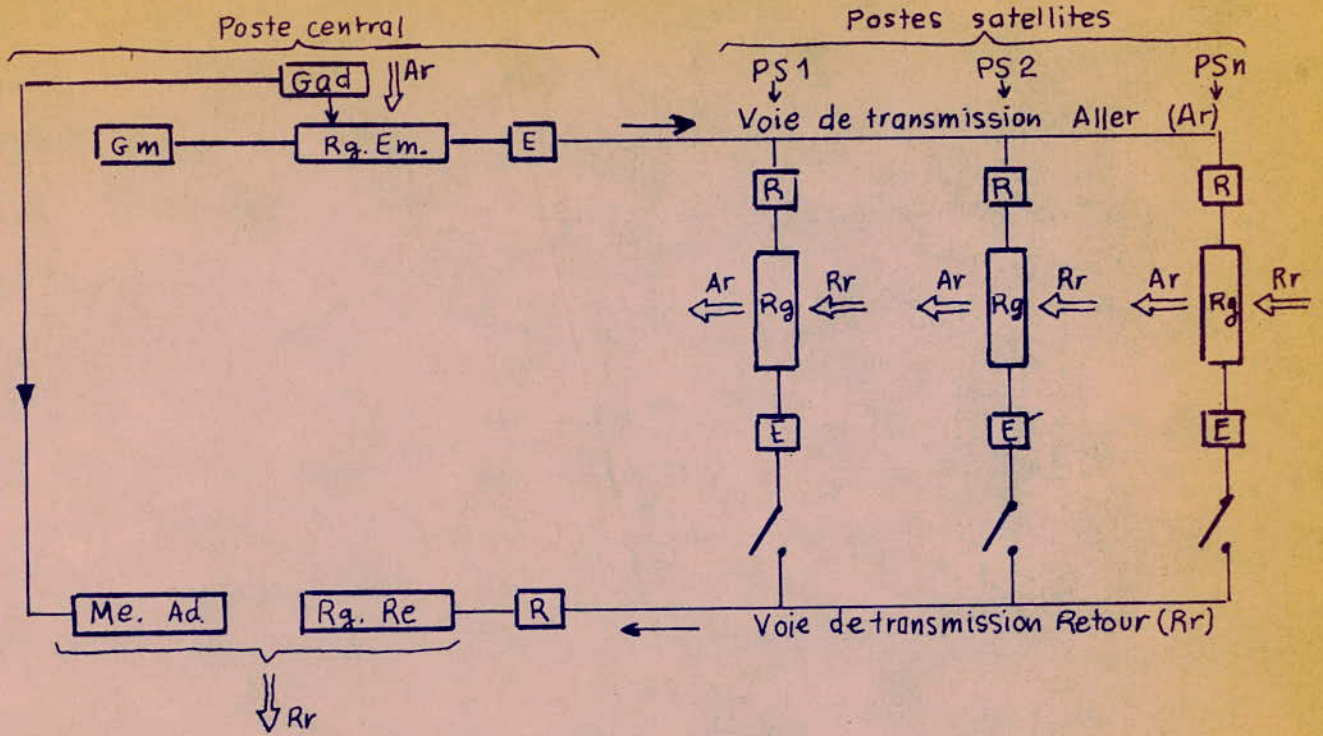 Poste central
Postes satellites
Gad
Ar
PS1
PS2
PSn
Voie de transmission Aller (Ar)
Gm
Rg. Em.
E
R
R
R
Ar
Rg
Rr
Ar
Rg
Rr
Ar
Rg
Rr
E
E
E
Me. Ad.
Rg. Re
R
Voie de transmission Retour (Rr)
Rr